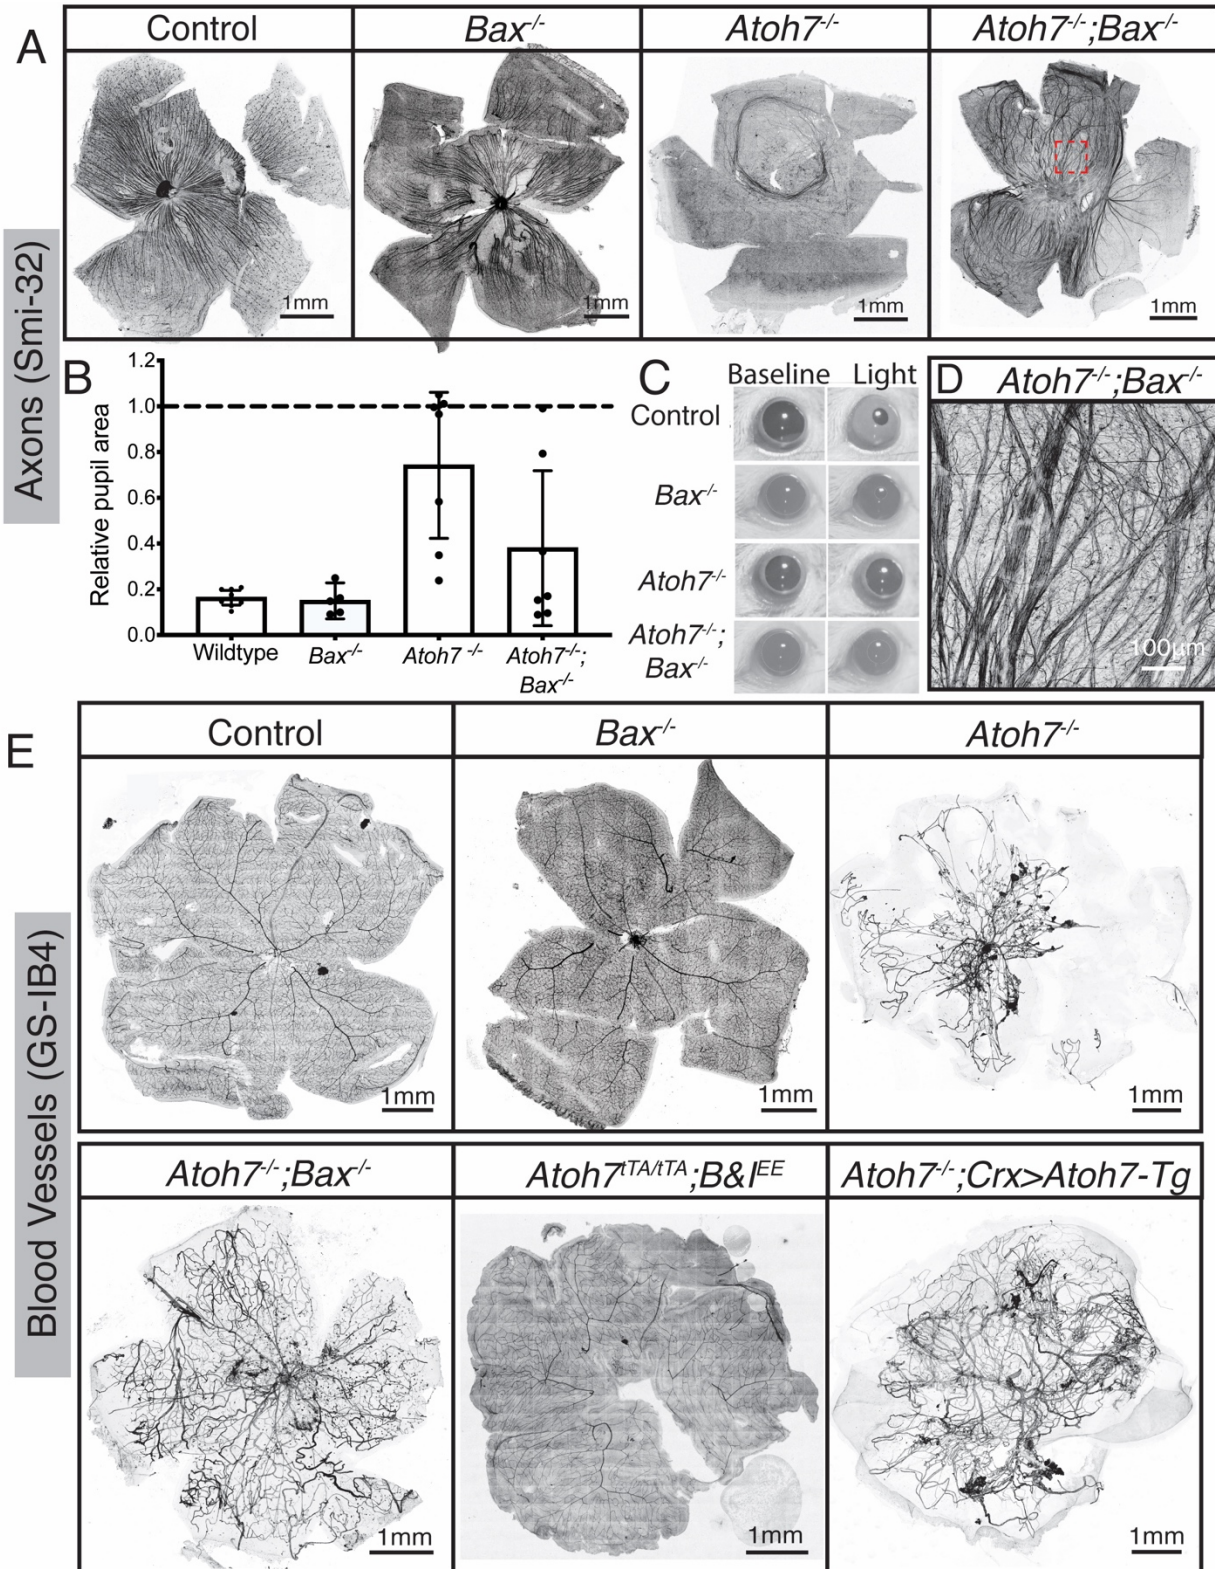 A
Control
Bax-/-
Atoh7-/-
Atoh7-/-;Bax-/-
Axons (Smi-32)
1mm
1mm
1mm
1mm
B
Relative pupil area
1.2
1.0
0.8
0.6
0.4
0.2
0.0
Wildtype
Bax-/-
Atoh7 -/-
Atoh7-/-;
Bax-/-
C
Baseline Light
Control
Bax-/-
Atoh7-/-
Atoh7-/-;
Bax-/-
D
Atoh7-/-;Bax-/-
100μm
E
Control
Bax-/-
Atoh7-/-
Blood Vessels (GS-IB4)
1mm
1mm
1mm
Atoh7-/-;Bax-/-
Atoh7tTA/tTA;B&IEE
Atoh7-/-;Crx>Atoh7-Tg
1mm
1mm
1mm